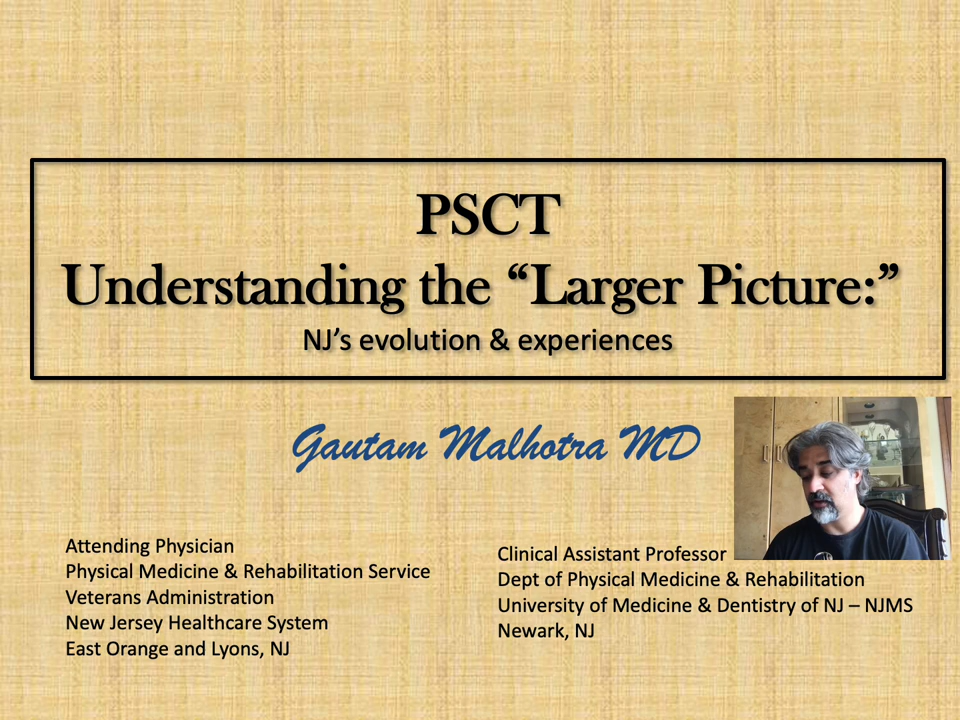 PSCT
Understanding the “Larger Picture:”
NJ’s evolution & experiences
Gautam Malhotra MD
Attending Physician
Physical Medicine & Rehabilitation Service
Veterans Administration
New Jersey Healthcare System
East Orange and Lyons, NJ
Clinical Assistant Professor
Dept of Physical Medicine & Rehabilitation
University of Medicine & Dentistry of NJ – NJMS
Newark, NJ